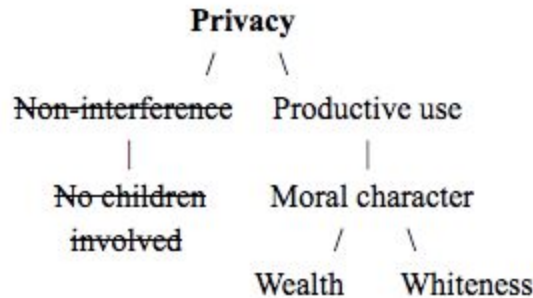 Privacy
/ \
Non-interference Productive use
| |
No children Moral character
involved / \
Wealth Whiteness